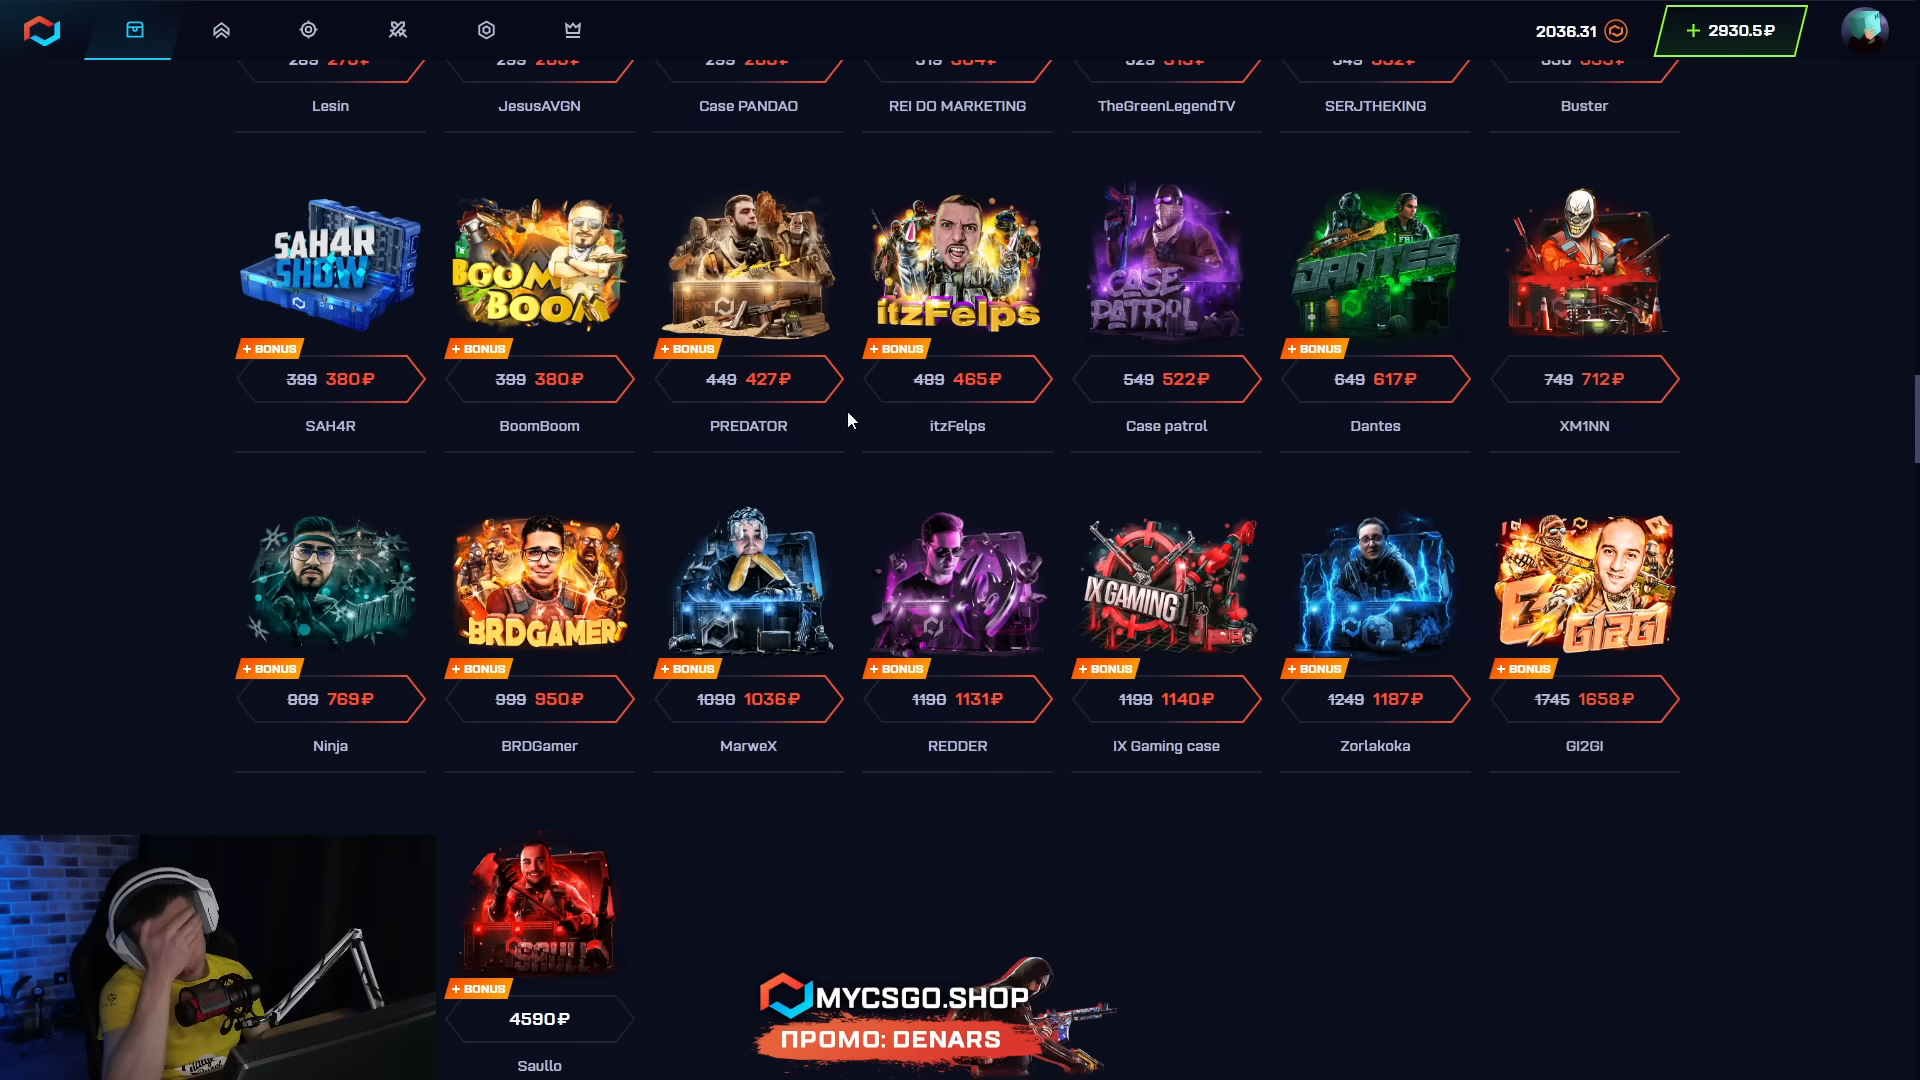 2036.31
+ 2930.5₽
Lesin
JesusAVGN
Case PANDAO
REI DO MARKETING
TheGreenLegendTV
SERJTHEKING
Buster
SAH4R
SHOW
BOOM
BOOM
itzFelps
CASE
PATROL
DANTES
FBI
+ BONUS
+ BONUS
+ BONUS
+ BONUS
+ BONUS
399 380₽
399 380₽
449 427₽
489 465₽
549 522₽
649 617₽
749 712₽
SAH4R
BoomBoom
PREDATOR
itzFelps
Case patrol
Dantes
XM1NN
NINJA
BRDGAMER
IX GAMING
GI2GI
+ BONUS
+ BONUS
+ BONUS
+ BONUS
+ BONUS
+ BONUS
+ BONUS
809 769₽
999 950₽
1090 1036₽
1190 1131₽
1199 1140₽
1249 1187₽
1745 1658₽
Ninja
BRDGamer
MarweX
REDDER
IX Gaming case
Zorlakoka
GI2GI
SAULLO
+ BONUS
4590₽
Saullo
MYCSGO.SHOP
ПРОМО: DENARS